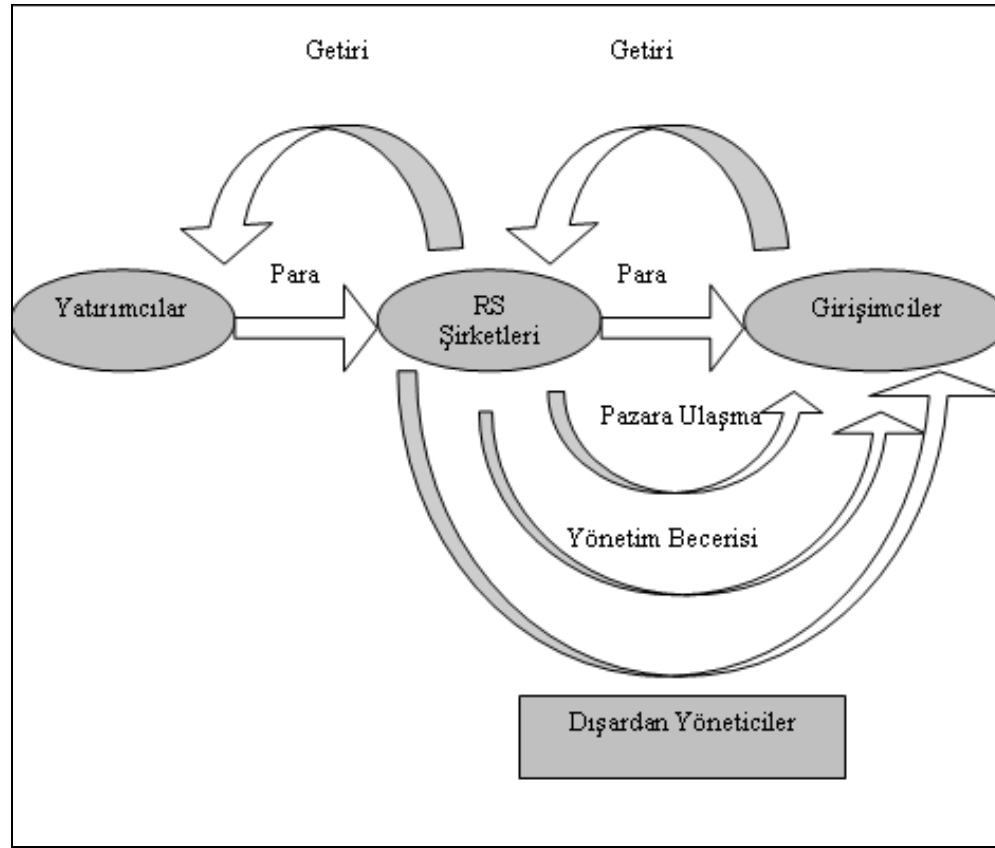 Getiri
Getiri
Para
Para
Yatırımcılar
RS
Şirketleri
Girişimciler
Pazara Ulaşma
Yönetim Becerisi
Dışardan Yöneticiler